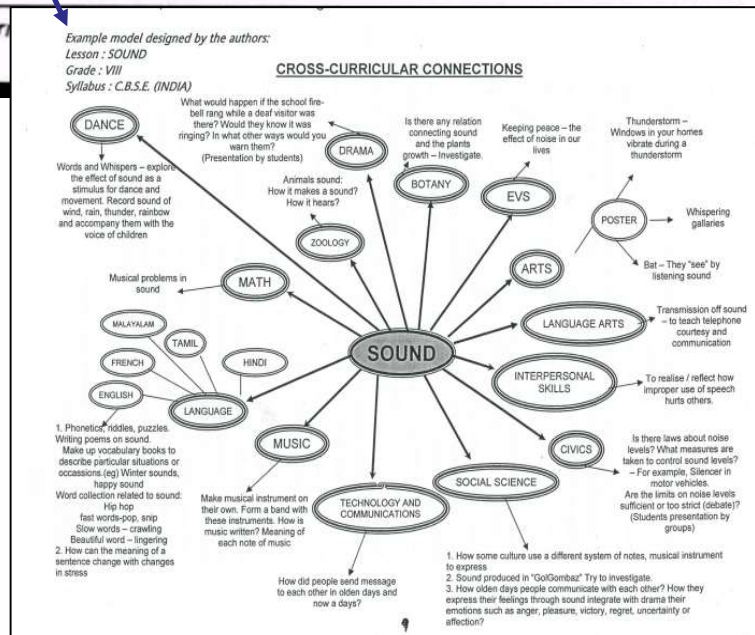 Example model designed by the authors:
Lesson : SOUND
Grade : VIII
Syllabus : C.B.S.E. (INDIA)
CROSS-CURRICULAR CONNECTIONS
DANCE
Words and Whispers – explore
the effect of sound as a
stimulus for dance and
movement. Record sound of
wind, rain, thunder, rainbow
and accompany them with the
voice of children
What would happen if the school fire-
bell rang while a deaf visitor was
there? Would they know it was
ringing? In what other ways would you
warn them?
(Presentation by students)
DRAMA
Animals sound:
How it makes a sound?
How it hears?
ZOOLOGY
Is there any relation
connecting sound
and the plants
growth – Investigate.
BOTANY
Keeping peace – the
effect of noise in our
lives
EVS
Thunderstorm –
Windows in your homes
vibrate during a
thunderstorm
POSTER
Whispering
gallaries
Bat – They "see" by
listening sound
ARTS
Musical problems in
sound
MATH
SOUND
LANGUAGE ARTS
Transmission off sound
– to teach telephone
courtesy and
communication
INTERPERSONAL
SKILLS
To realise / reflect how
improper use of speech
hurts others.
MALAYALAM
TAMIL
FRENCH
HINDI
ENGLISH
LANGUAGE
1. Phonetics, riddles, puzzles.
Writing poems on sound.
Make up vocabulary books to
describe particular situations or
occassions.(eg) Winter sounds,
happy sound
Word collection related to sound:
Hip hop
fast words-pop, snip
Slow words – crawling
Beautiful word – lingering
2. How can the meaning of a
sentence change with changes
in stress
MUSIC
Make musical instrument on
their own. Form a band with
these instruments. How is
music written? Meaning of
each note of music
TECHNOLOGY AND
COMMUNICATIONS
How did people send message
to each other in olden days and
now a days?
SOCIAL SCIENCE
1. How some culture use a different system of notes, musical instrument
to express
2. Sound produced in "GolGombaz" Try to investigate.
3. How olden days people communicate with each other? How they
express their feelings through sound integrate with drama their
emotions such as anger, pleasure, victory, regret, uncertainty or
affection?
CIVICS
Is there laws about noise
levels? What measures are
taken to control sound levels?
– For example, Silencer in
motor vehicles.
Are the limits on noise levels
sufficient or too strict (debate)?
(Students presentation by
groups)